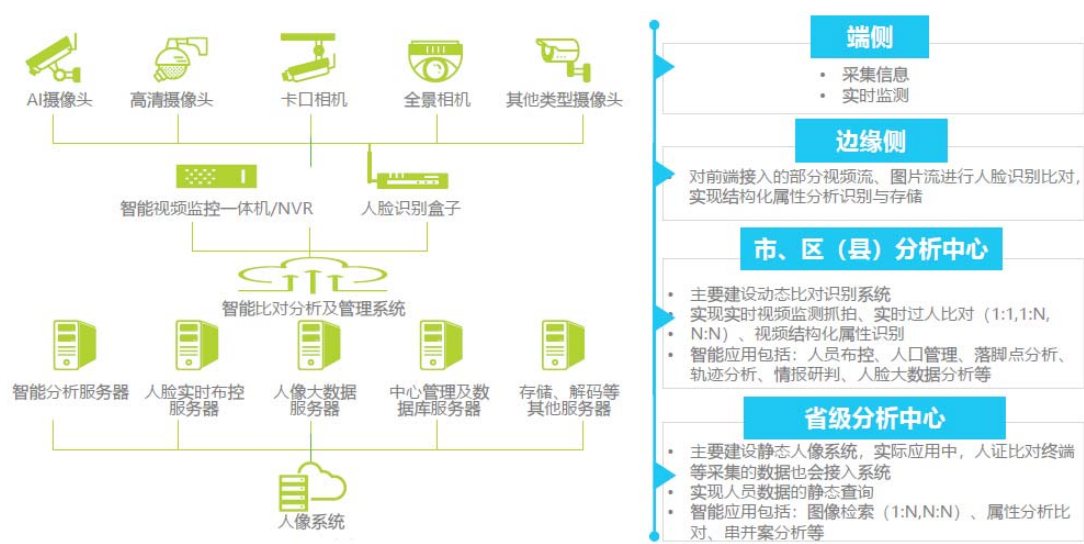 AI摄像头
高清摄像头
卡口相机
全景相机
其他类型摄像头
智能视频监控一体机/NVR
人脸识别盒子
智能比对分析及管理系统
智能分析服务器
人脸实时布控
服务器
人像大数据
服务器
中心管理及数
据库服务器
存储、解码等
其他服务器
人像系统
端侧
• 采集信息
• 实时监测
边缘侧
• 对前端接入的部分视频流、图片流进行人脸识别比对，
实现结构化属性分析识别与存储
市、区（县）分析中心
• 主要建设动态比对识别系统
• 实现实时视频监测抓拍、实时过人比对（1:1,1:N,
• N:N）、视频结构化属性识别
• 智能应用包括：人员布控、人口管理、落脚点分析、
轨迹分析、情报研判、人脸大数据分析等
省级分析中心
• 主要建设静态人像系统，实际应用中，人证比对终端
等采集的数据也会接入系统
• 实现人员数据的静态查询
• 智能应用包括：图像检索（1:N,N:N）、属性分析比
对、串并案分析等